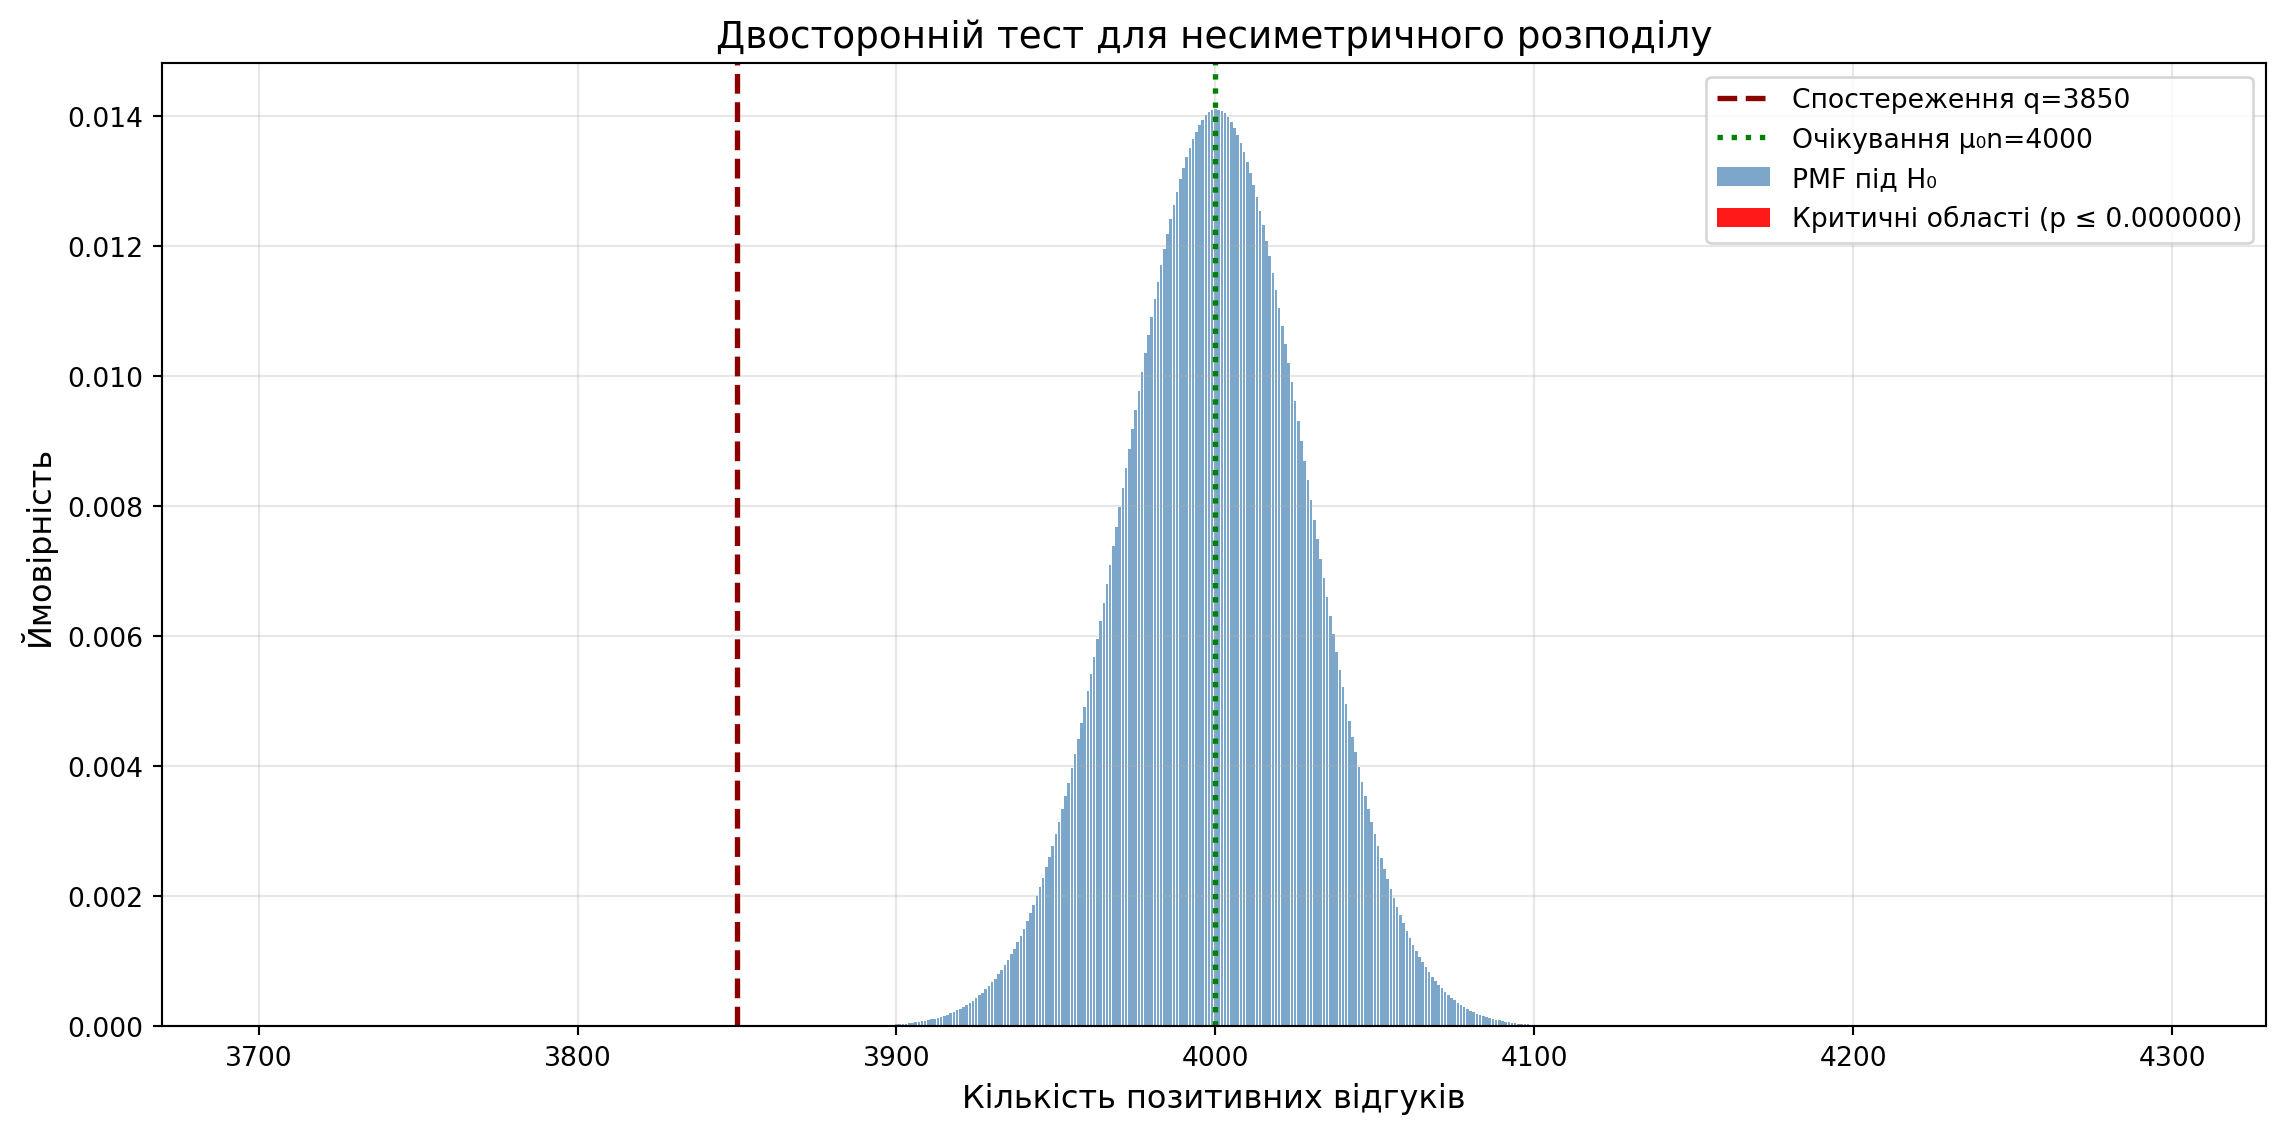 Двосторонній тест для несиметричного розподілу
Спостереження q=3850
Очікування μ₀n=4000
PMF під H₀
Критичні області (p ≤ 0.000000)
Ймовірність
0.014
0.012
0.010
0.008
0.006
0.004
0.002
0.000
3700
3800
3900
4000
4100
4200
4300
Кількість позитивних відгуків